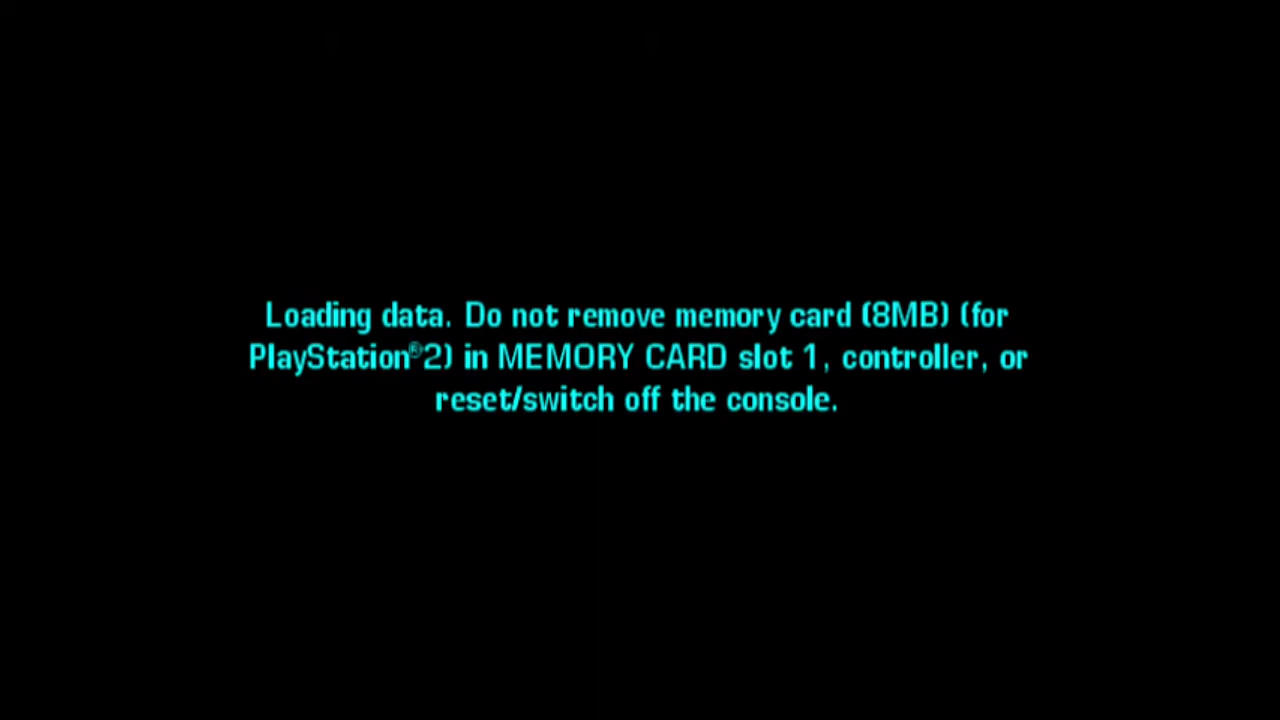 Loading data. Do not remove memory card (8MB) (for
PlayStation®2) in MEMORY CARD slot 1, controller, or
reset/switch off the console.